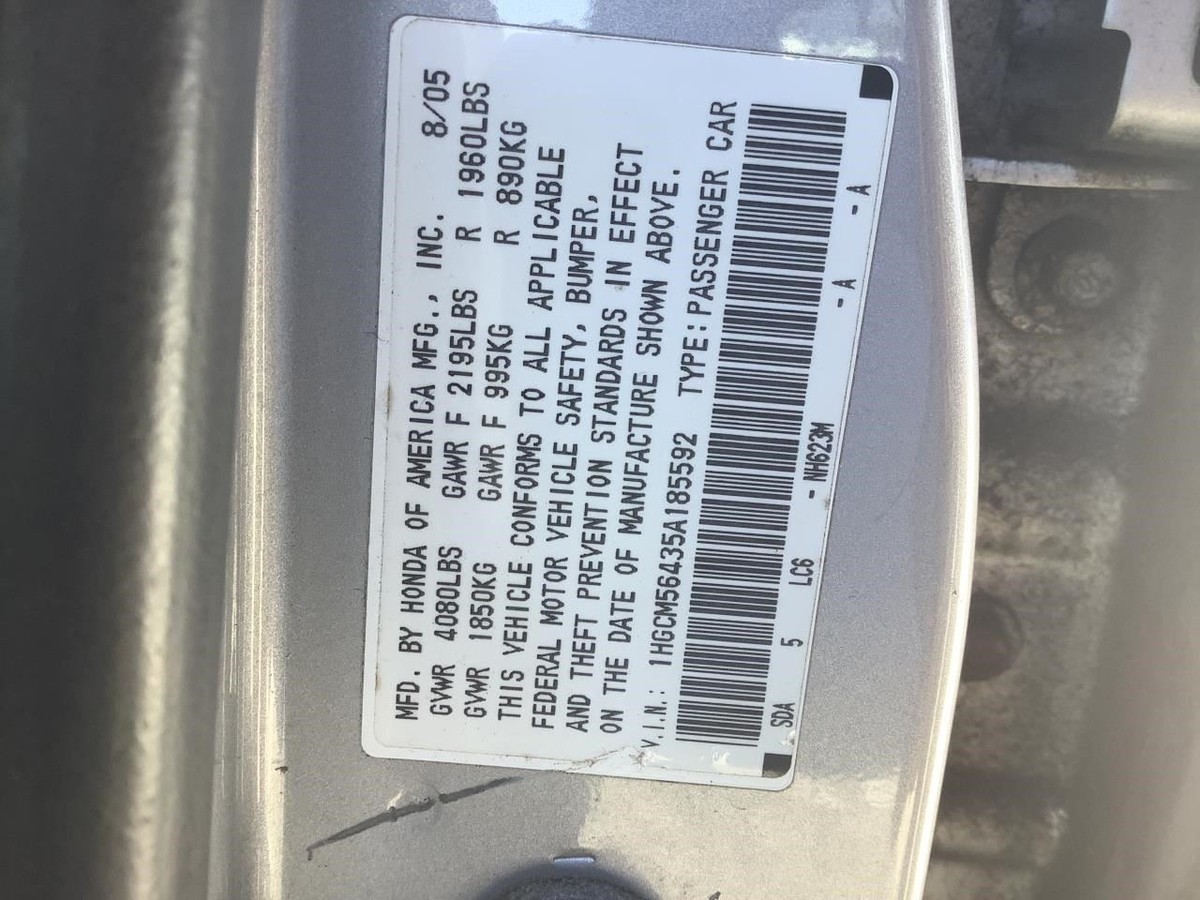 MFD. BY HONDA OF AMERICA MFG., INC. 8/05
GVWR 4080LBS GAWR F 2195LBS R 1960LBS
GVWR 1850KG GAWR F 995KG R 890KG
THIS VEHICLE CONFORMS TO ALL APPLICABLE
FEDERAL MOTOR VEHICLE SAFETY, BUMPER,
AND THEFT PREVENTION STANDARDS IN EFFECT
ON THE DATE OF MANUFACTURE SHOWN ABOVE.
V.I.N.: 1HGCM56435A185592 TYPE: PASSENGER CAR
SDA 5 LC6 - NH623M - A - A